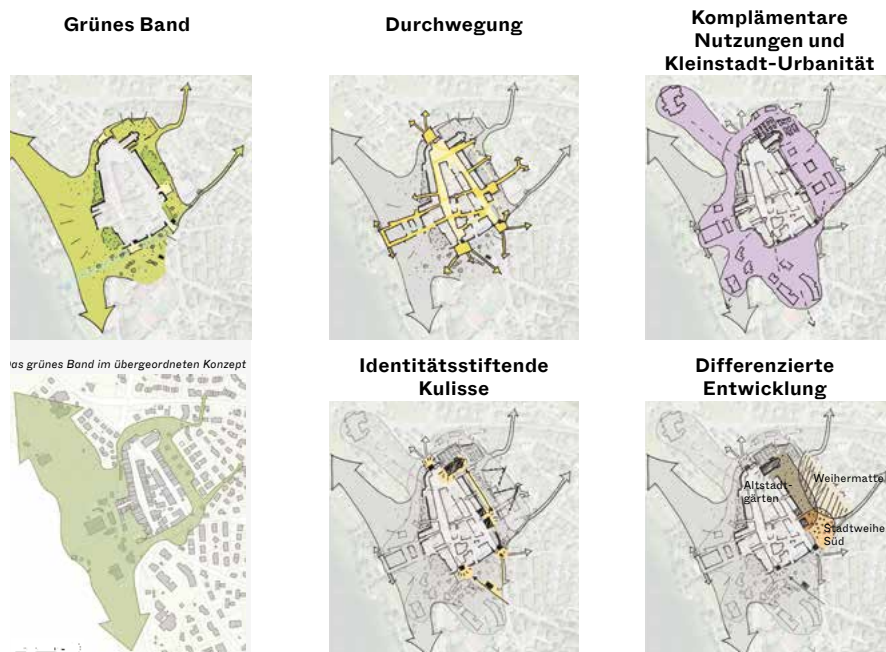 Grünes Band
Durchwegung
Komplämentare
Nutzungen und
Kleinstadt-Urbanität
as grünes Band im übergeordneten Konzept
Identitätsstiftende
Kulisse
Differenzierte
Entwicklung
Altstadt-
gärten
Weihermatte
Stadtweihe
Süd